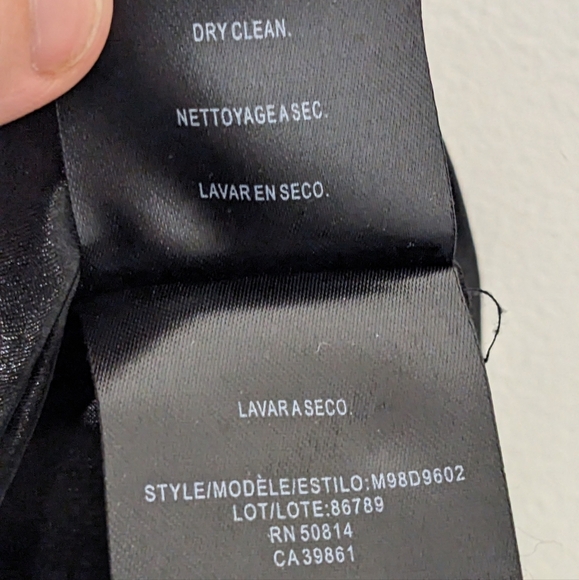 DRY CLEAN.
NETTOYAGE A SEC.
LAVAR EN SECO.
LAVAR A SECO.
STYLE/MODÈLE/ESTILO:M98D9602
LOT/LOTE:86789
RN 50814
CA 39861